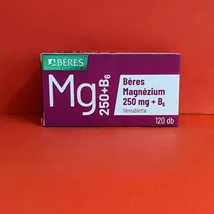 BÉRES
Mg
250+B6
Béres
Magnézium
250 mg + B6
filmtabletta
120 db